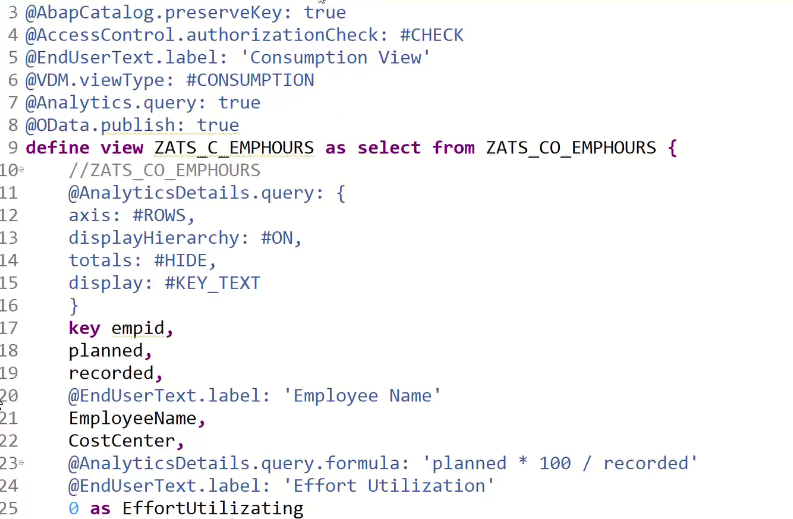 3 @AbapCatalog.preserveKey: true
4 @AccessControl.authorizationCheck: #CHECK
5 @EndUserText.label: 'Consumption View'
6 @VDM.viewType: #CONSUMPTION
7 @Analytics.query: true
8 @OData.publish: true
9 define view ZATS_C_EMPHOURS as select from ZATS_CO_EMPHOURS {
10 //ZATS_CO_EMPHOURS
11 @AnalyticsDetails.query: {
12 axis: #ROWS,
13 displayHierarchy: #ON,
14 totals: #HIDE,
15 display: #KEY_TEXT
16 }
17 key empid,
18 planned,
19 recorded,
20 @EndUserText.label: 'Employee Name'
21 EmployeeName,
22 CostCenter,
23 @AnalyticsDetails.query.formula: 'planned * 100 / recorded'
24 @EndUserText.label: 'Effort Utilization'
25 0 as EffortUtilizating